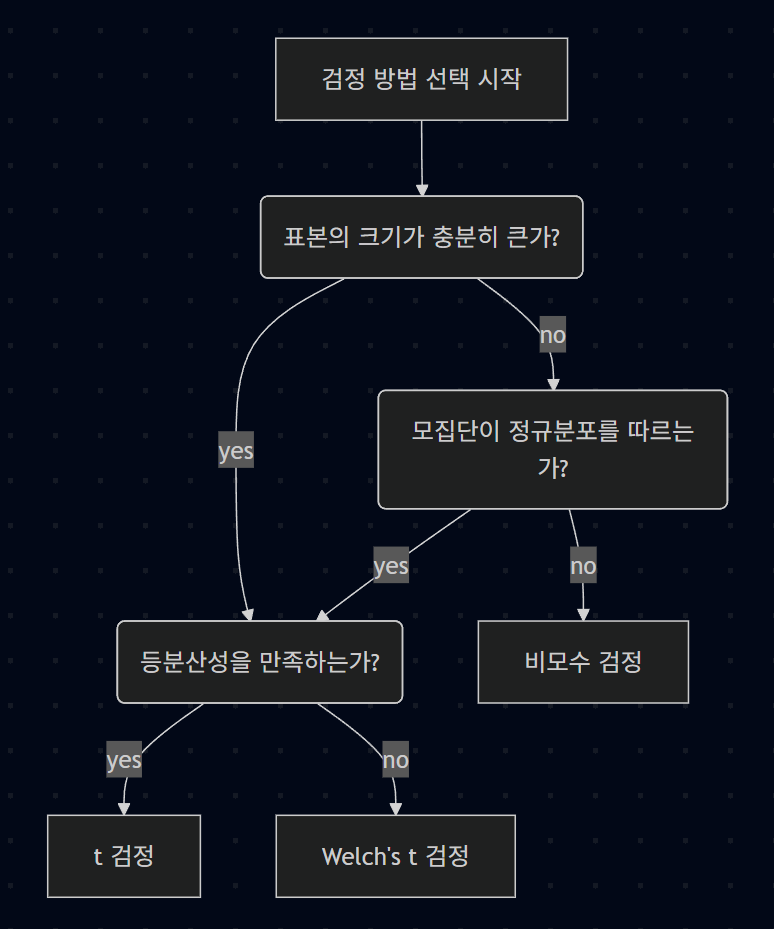 검정 방법 선택 시작
표본의 크기가 충분히 큰가?
no
모집단이 정규분포를 따르는
가?
yes
yes
no
등분산성을 만족하는가?
비모수 검정
yes
no
t 검정
Welch's t 검정